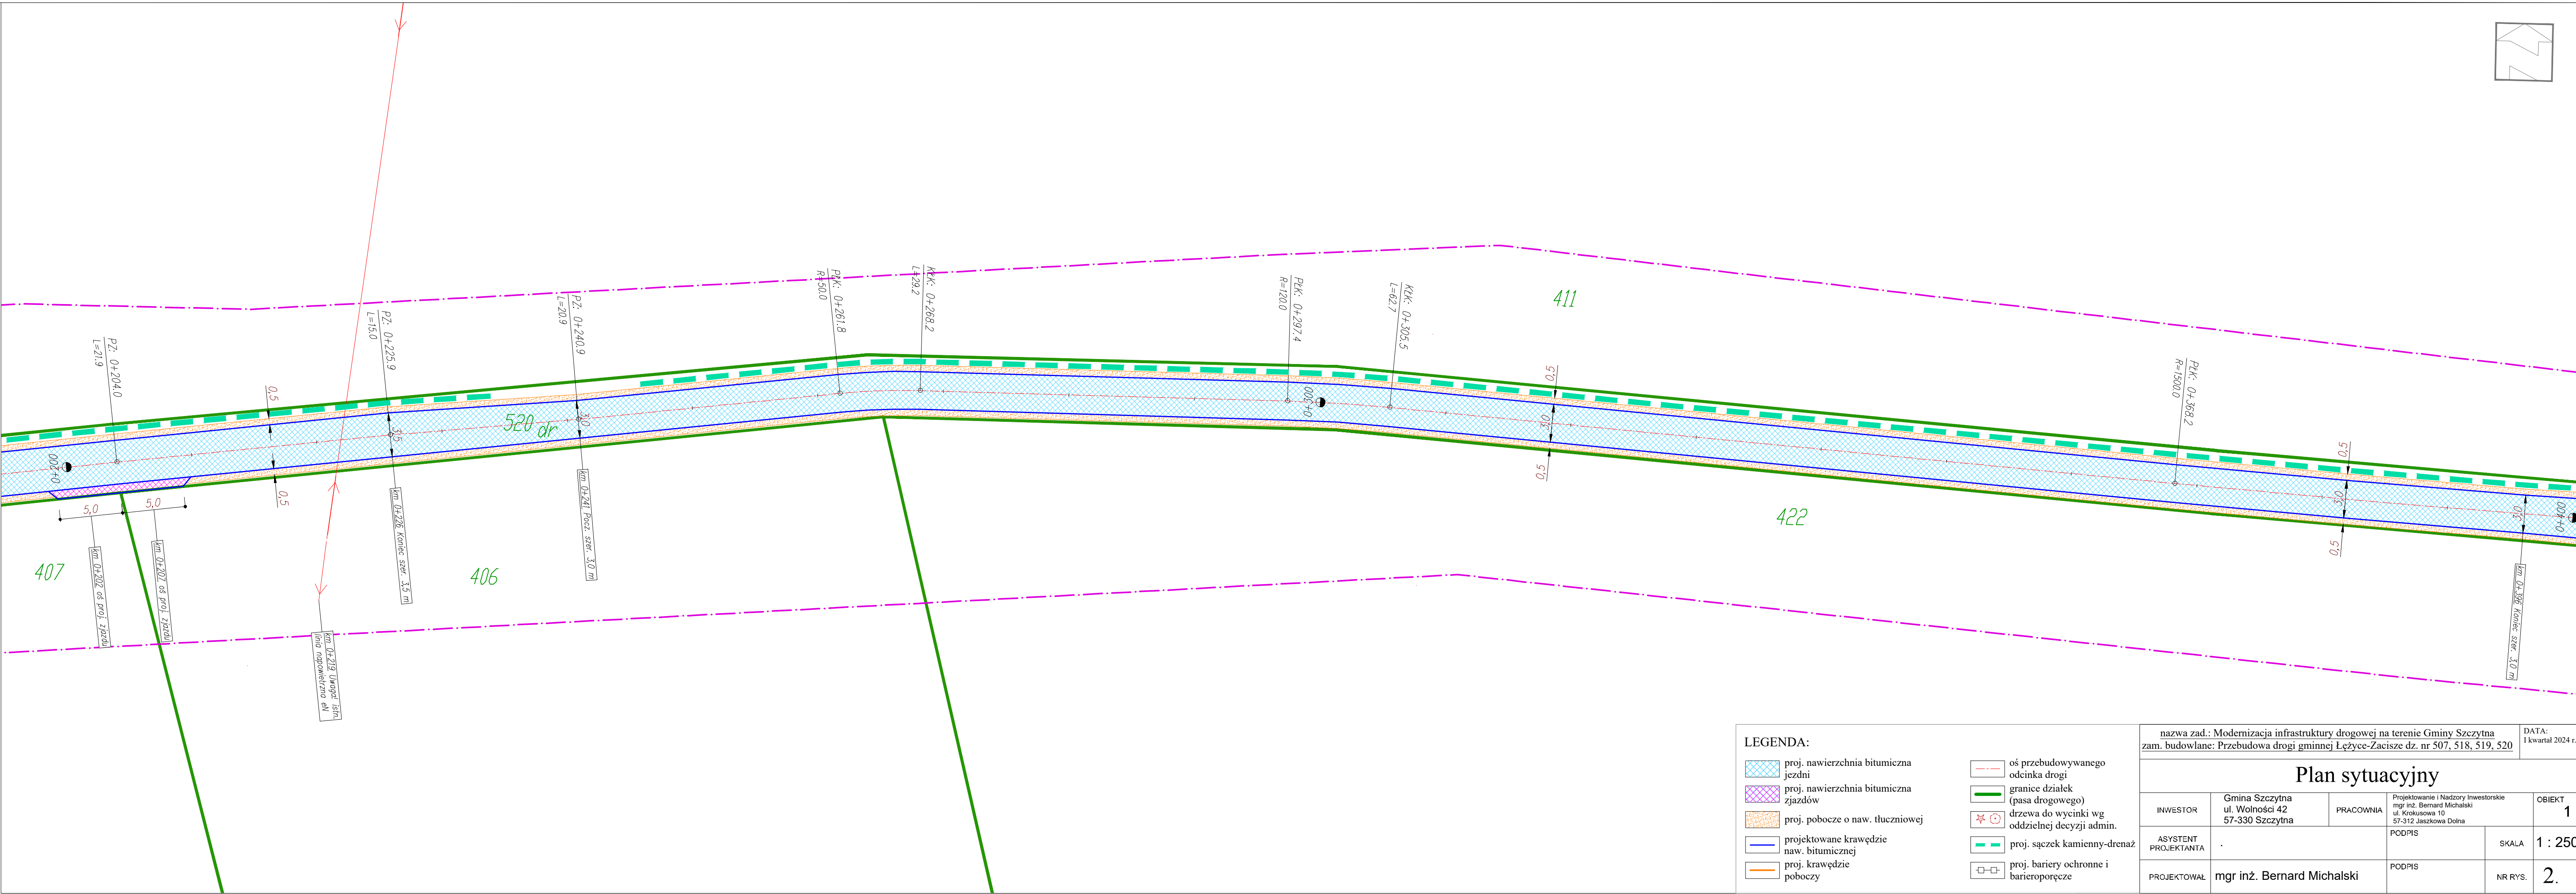 PZ: 0+204.0
L=21.9
0+200
5,0
5,0
km 0+202 oś proj. zjazdu
km 0+207 oś proj. zjazdu
407
0,5
0,5
km 0+219 Uwaga! istn.
linia napowietrzna eN
PZ: 0+225.9
L=15.0
3,5
km 0+226 Koniec szer. 3,5 m
406
520 dr
PZ: 0+240.9
L=20.9
3,0
km 0+241 Pocz. szer. 3,0 m
PŁK: 0+261.8
R=50.0
KŁK: 0+268.2
L=29.2
PŁK: 0+297.4
R=120.0
0+300
KŁK: 0+305.5
L=62.7
411
0,5
3,0
0,5
422
PŁK: 0+368.2
R=1500.0
0,5
3,0
0,5
3,0
km 0+396 Koniec szer. 3,0 m
0+400
LEGENDA:
proj. nawierzchnia bitumiczna
jezdni
proj. nawierzchnia bitumiczna
zjazdów
proj. pobocze o naw. tłuczniowej
projektowane krawędzie
naw. bitumicznej
proj. krawędzie
poboczy
oś przebudowywanego
odcinka drogi
granice działek
(pasa drogowego)
drzewa do wycinki wg
oddzielnej decyzji admin.
proj. sączek kamienny-drenaż
proj. bariery ochronne i
barieroporęcze
nazwa zad.: Modernizacja infrastruktury drogowej na terenie Gminy Szczytna
zam. budowlane: Przebudowa drogi gminnej Łężyce-Zacisze dz. nr 507, 518, 519, 520
DATA:
I kwartał 2024 r.
Plan sytuacyjny
INWESTOR
Gmina Szczytna
ul. Wolności 42
57-330 Szczytna
PRACOWNIA
Projektowanie i Nadzory Inwestorskie
mgr inż. Bernard Michalski
ul. Krokusowa 10
57-312 Jaszkowa Dolna
OBIEKT
1
ASYSTENT
PROJEKTANTA
.
PODPIS
SKALA
1 : 250
PROJEKTOWAŁ
mgr inż. Bernard Michalski
PODPIS
NR RYS.
2.